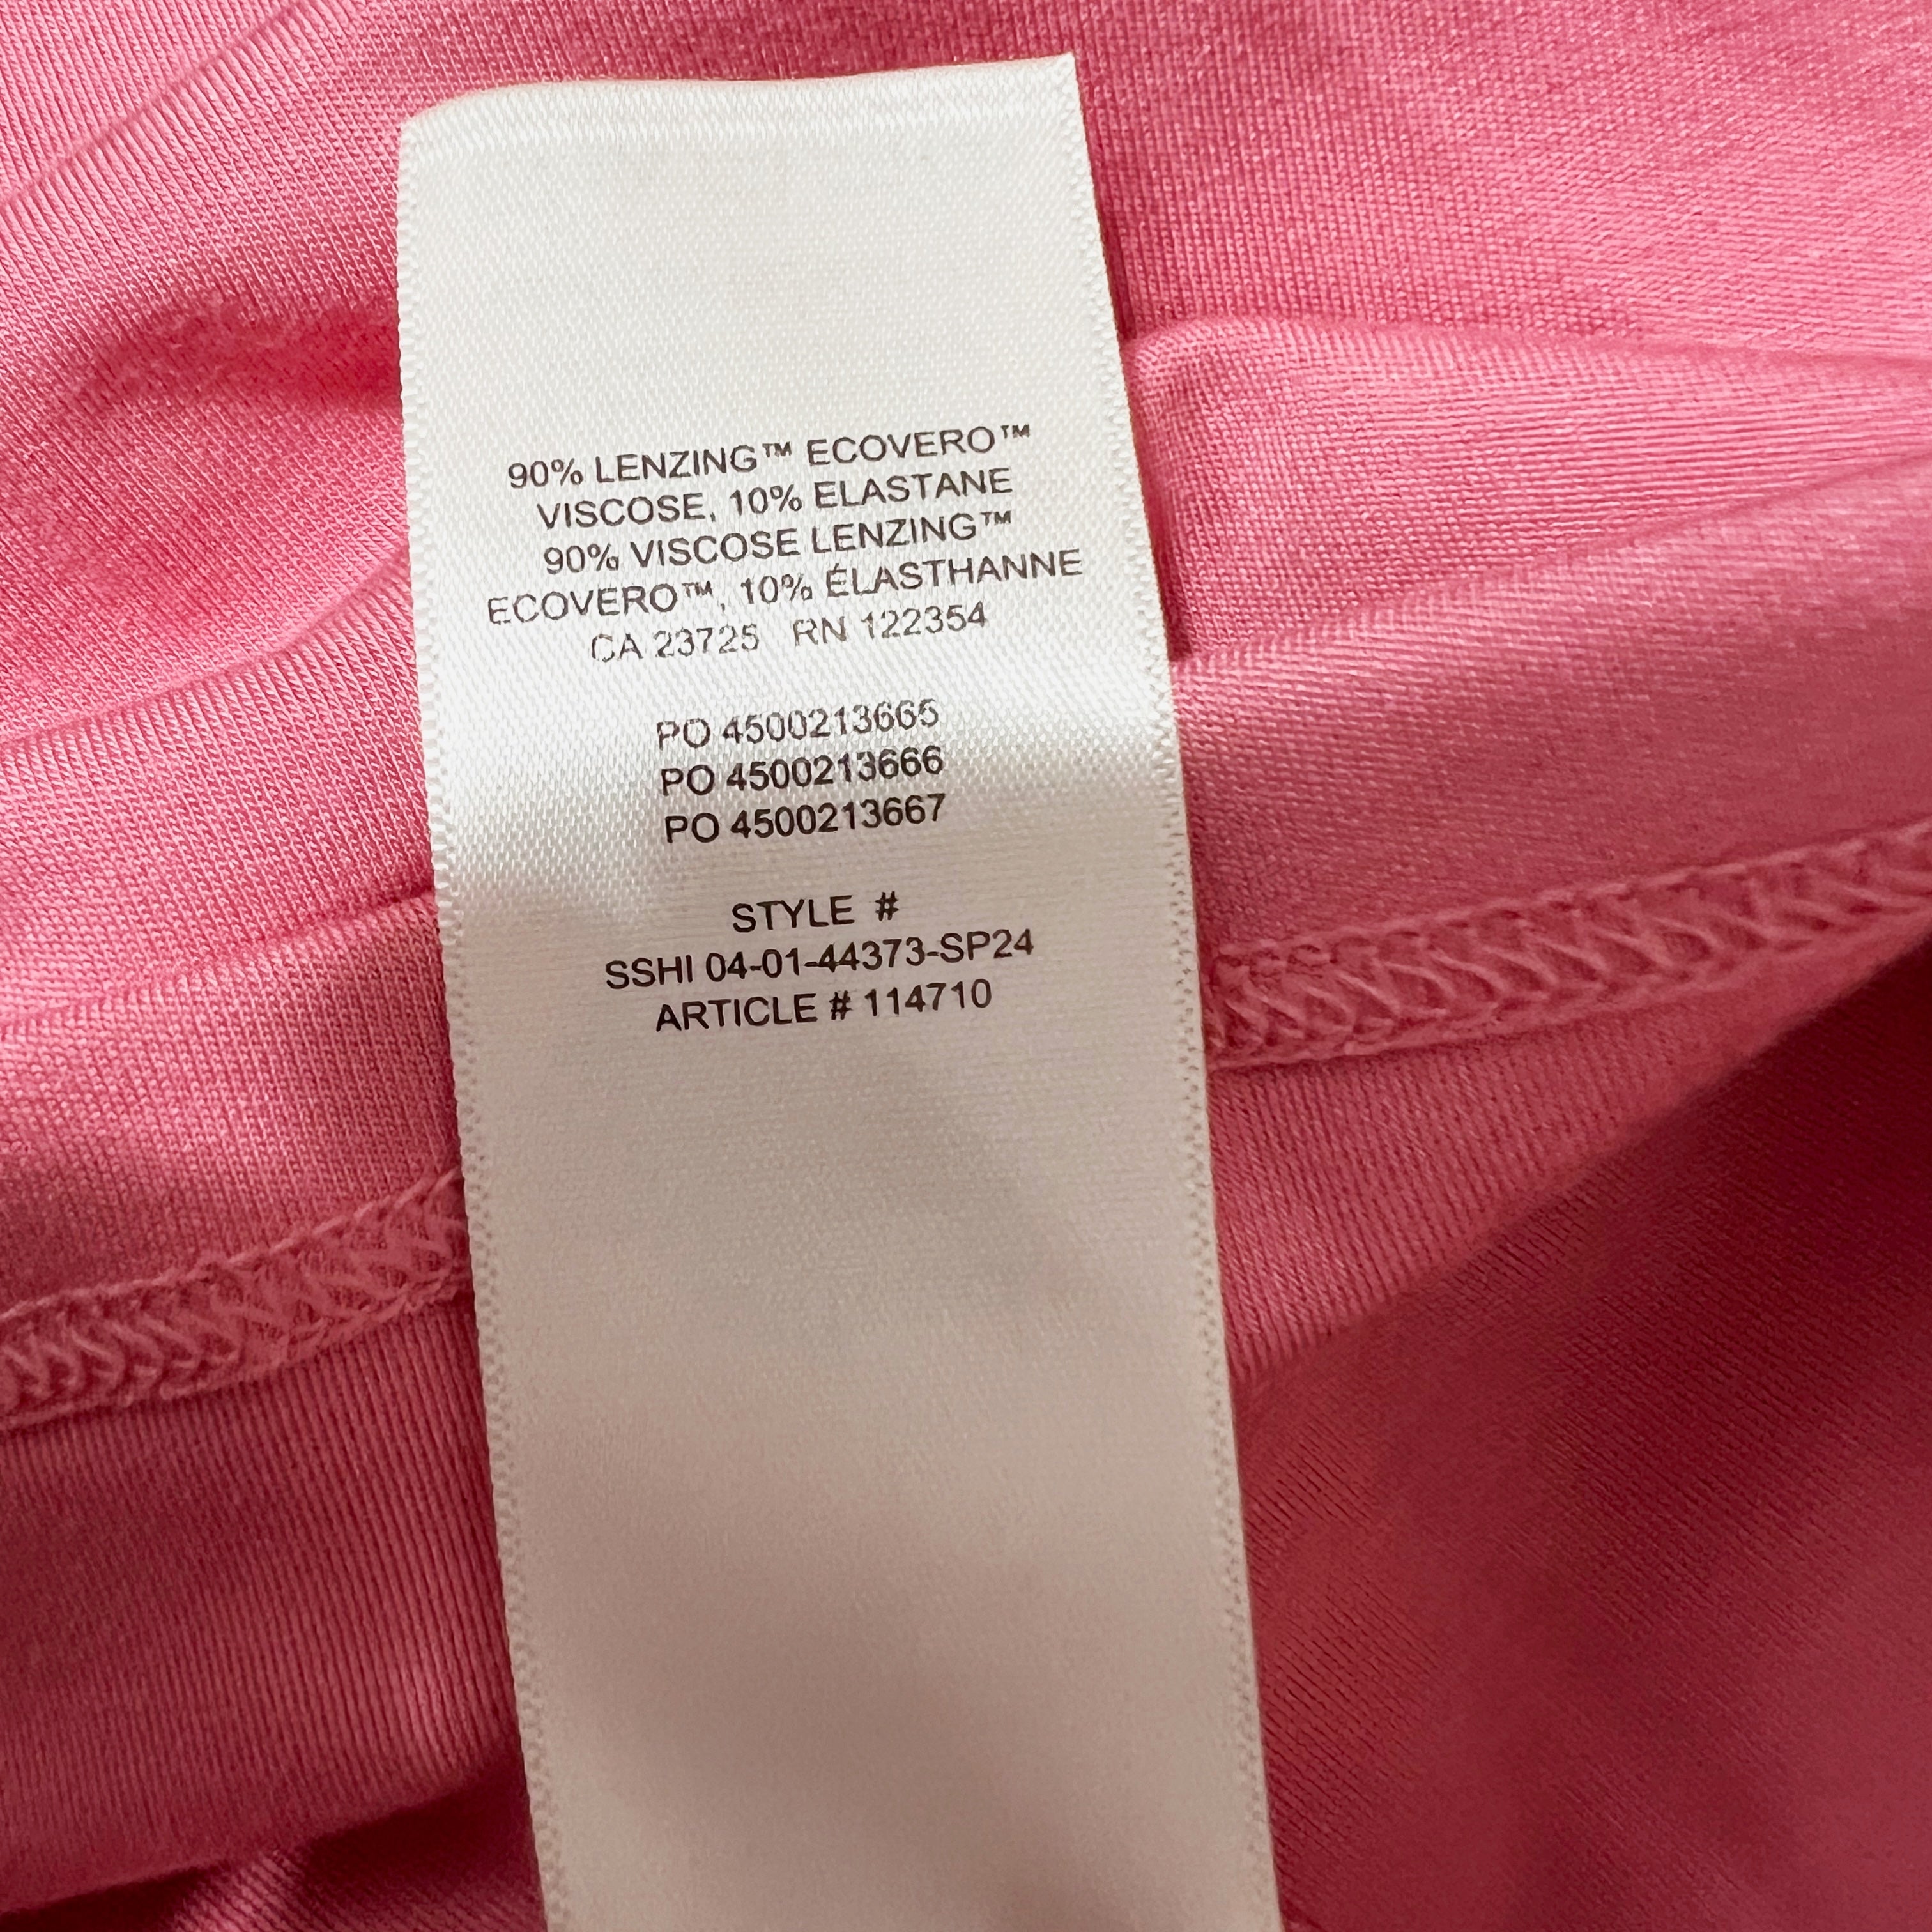 90% LENZING™ ECOVERO™
VISCOSE, 10% ELASTANE
90% VISCOSE LENZING™
ECOVERO™, 10% ÉLASTHANNE
CA 23725 RN 122354
PO 4500213665
PO 4500213666
PO 4500213667
STYLE #
SSHI 04-01-44373-SP24
ARTICLE # 114710